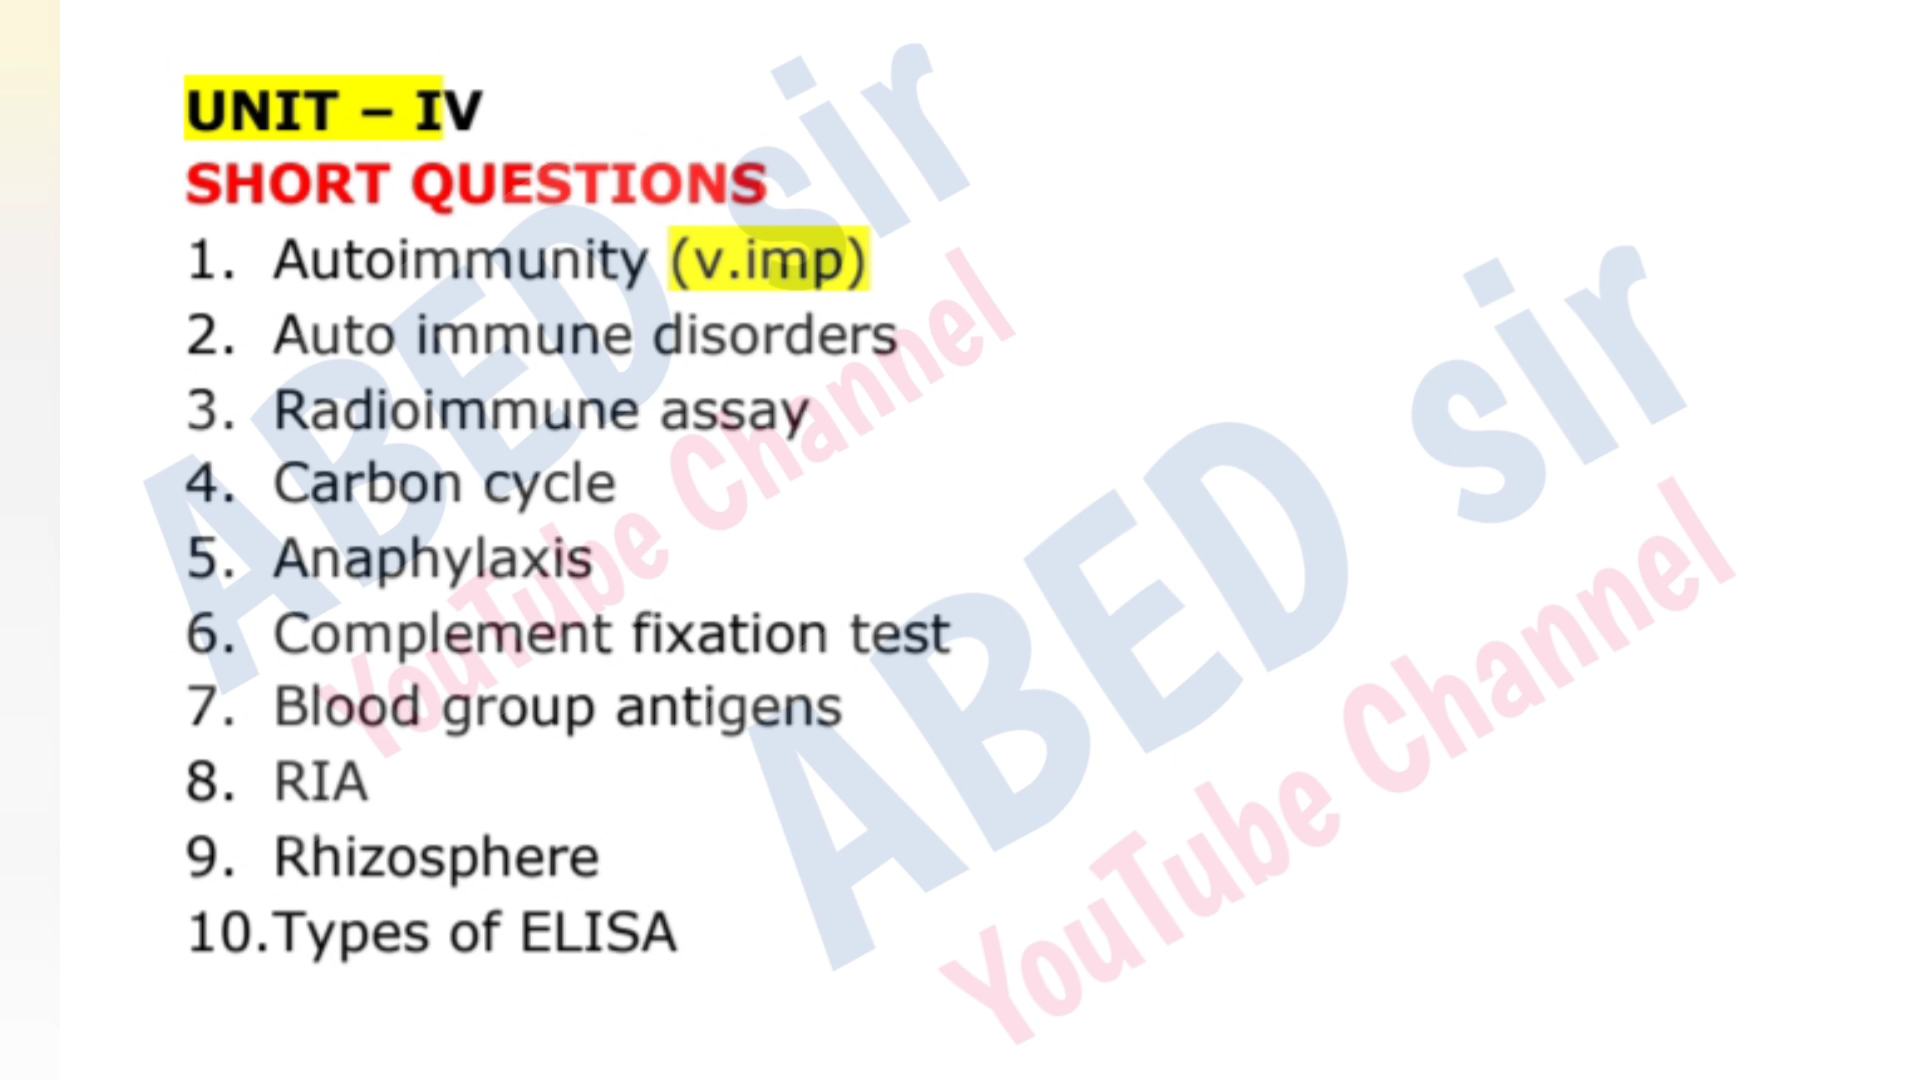 UNIT – IV
SHORT QUESTIONS
1. Autoimmunity (v.imp)
2. Auto immune disorders
3. Radioimmune assay
4. Carbon cycle
5. Anaphylaxis
6. Complement fixation test
7. Blood group antigens
8. RIA
9. Rhizosphere
10.Types of ELISA
ABED sir
YouTube Channel
ABED sir
YouTube Channel